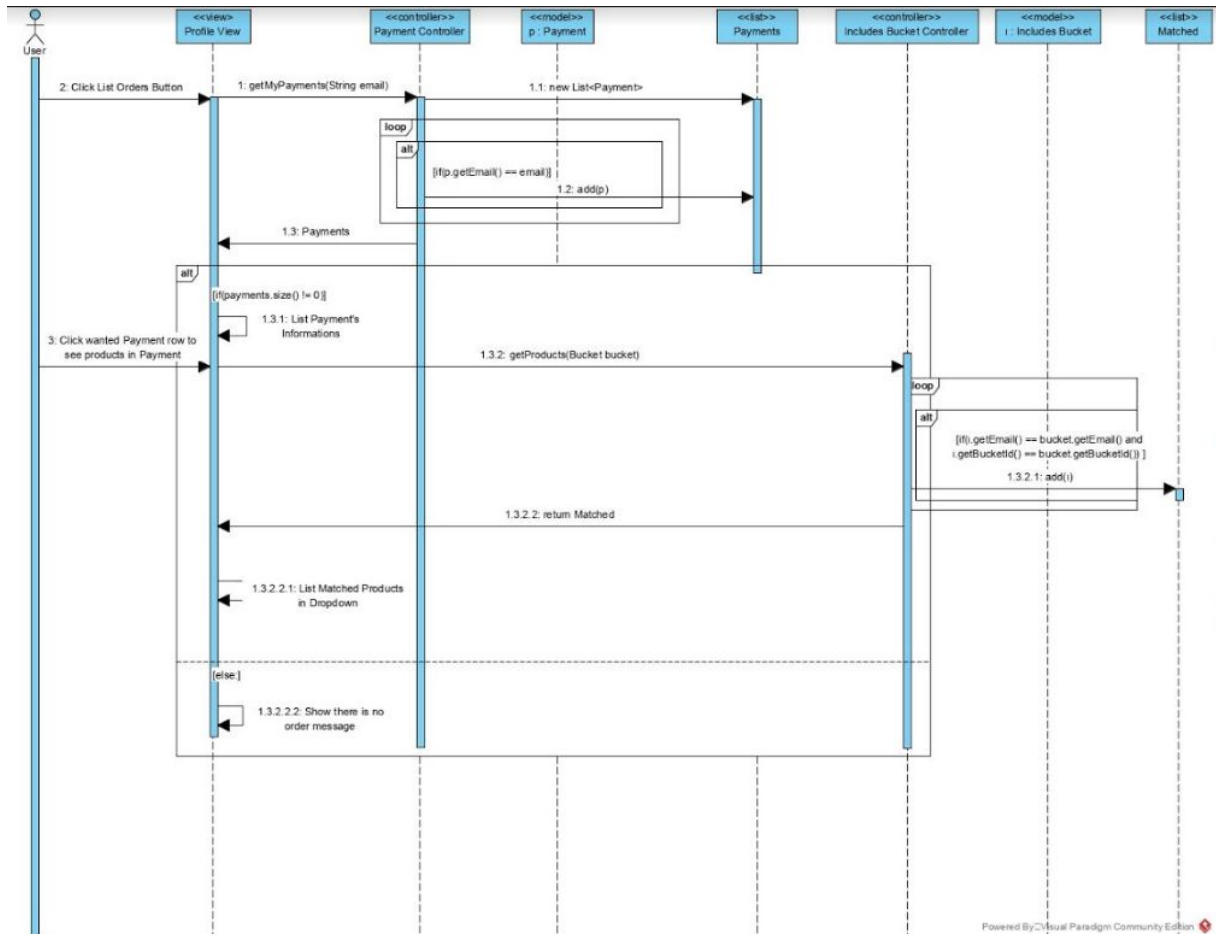 <<view>>
Profile View
<<controller>>
Payment Controller
<<model>>
p : Payment
<<list>>
Payments
<<controller>>
Includes Bucket Controller
<<model>>
ı : Includes Bucket
<<list>>
Matched
User
2: Click List Orders Button
1: getMyPayments(String email)
1.1: new List<Payment>
loop
alt
[if(p.getEmail() == email)]
1.2: add(p)
1.3: Payments
alt
[if(payments.size() != 0)]
1.3.1: List Payment's
Informations
3: Click wanted Payment row to
see products in Payment
1.3.2: getProducts(Bucket bucket)
loop
alt
[if(ı.getEmail() == bucket.getEmail() and
ı.getBucketId() == bucket.getBucketId()) ]
1.3.2.1: add(ı)
1.3.2.2: return Matched
1.3.2.2.1: List Matched Products
in Dropdown
[else:]
1.3.2.2.2: Show there is no
order message
Powered By Visual Paradigm Community Edition